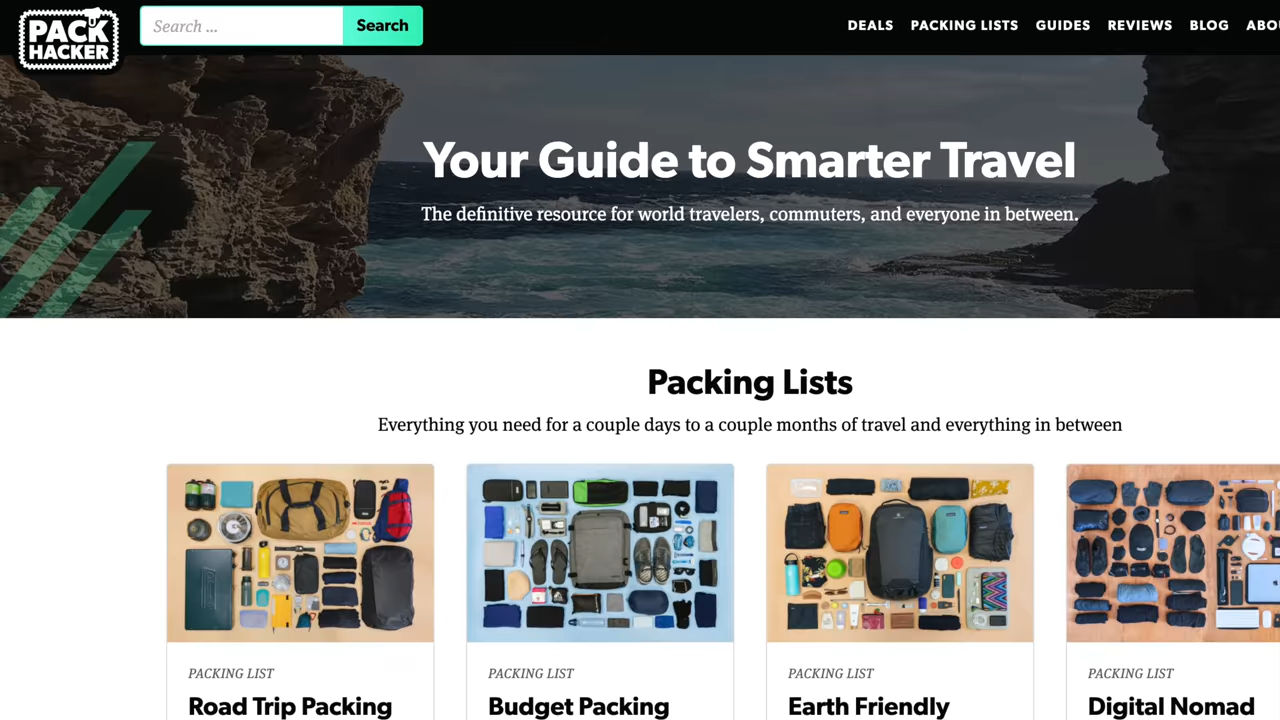 PACK
HACKER
Search ...
Search
DEALS
PACKING LISTS
GUIDES
REVIEWS
BLOG
ABOU
Your Guide to Smarter Travel
The definitive resource for world travelers, commuters, and everyone in between.
Packing Lists
Everything you need for a couple days to a couple months of travel and everything in between
PACKING LIST
Road Trip Packing
PACKING LIST
Budget Packing
PACKING LIST
Earth Friendly
PACKING LIST
Digital Nomad